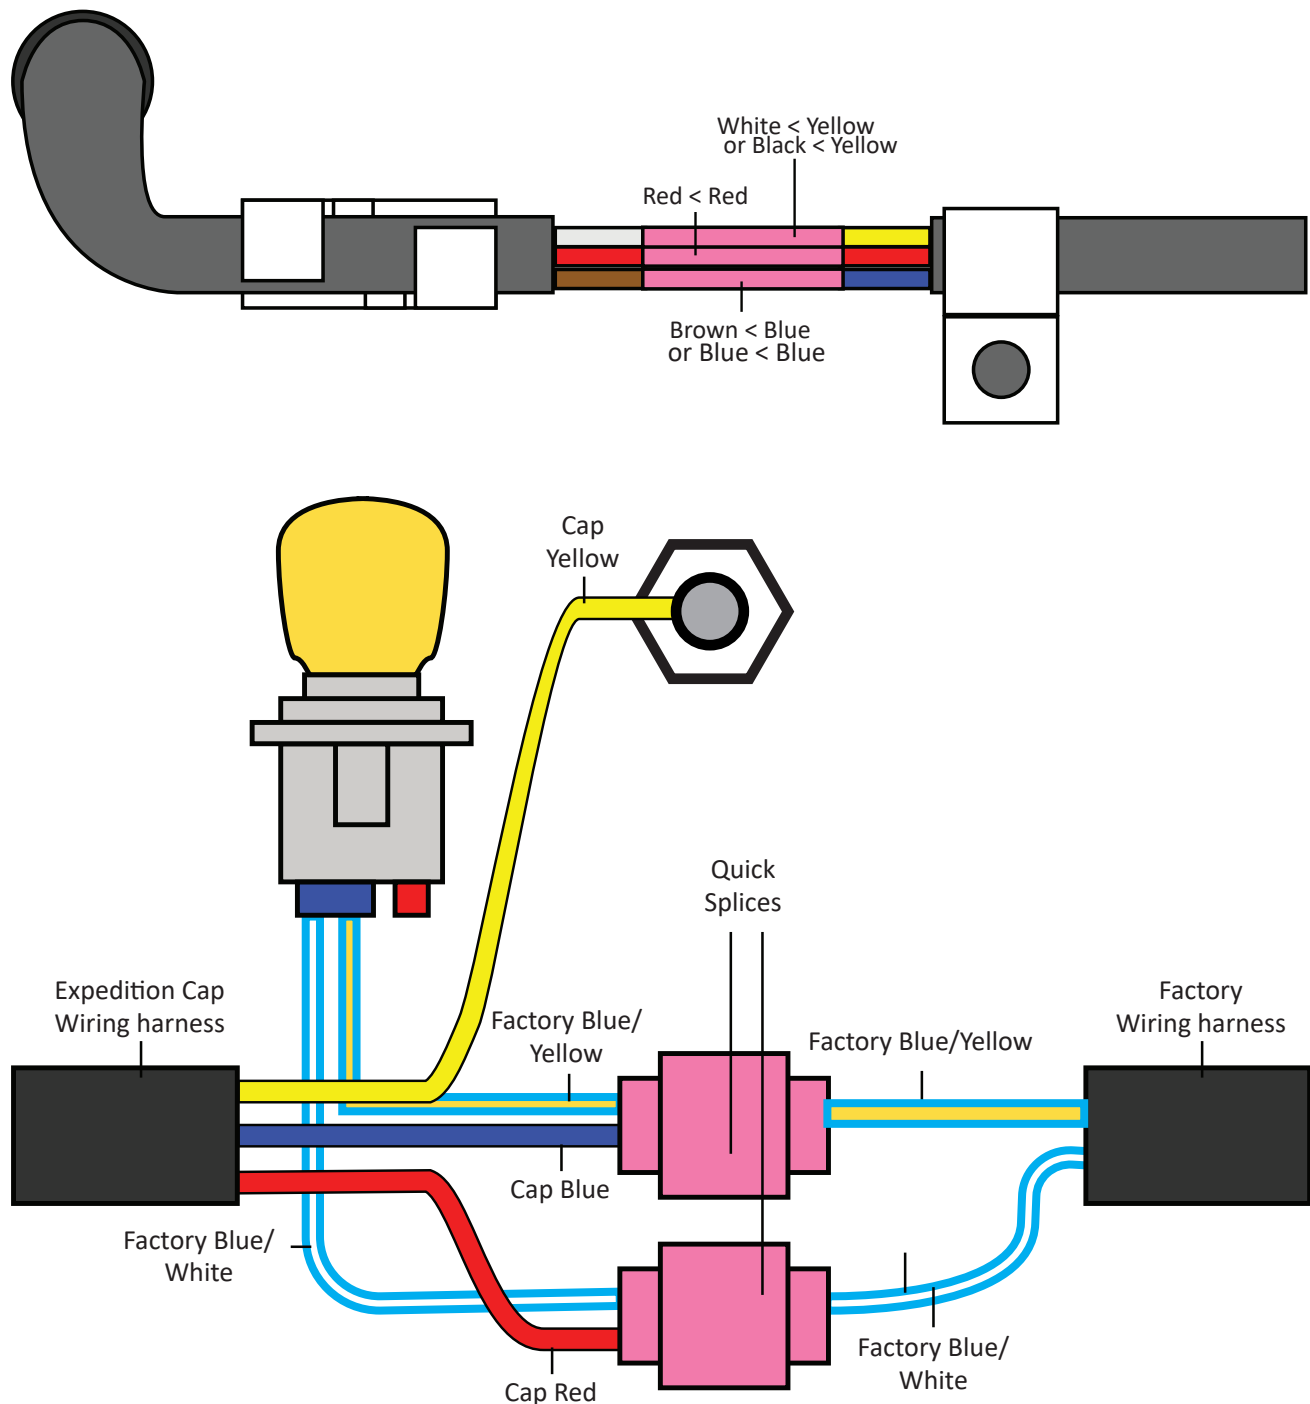 White < Yellow
or Black < Yellow
Red < Red
Brown < Blue
or Blue < Blue
Cap
Yellow
Quick
Splices
Expedition Cap
Wiring harness
Factory Blue/
Yellow
Factory Blue/Yellow
Factory
Wiring harness
Cap Blue
Factory Blue/
White
Factory Blue/
White
Cap Red